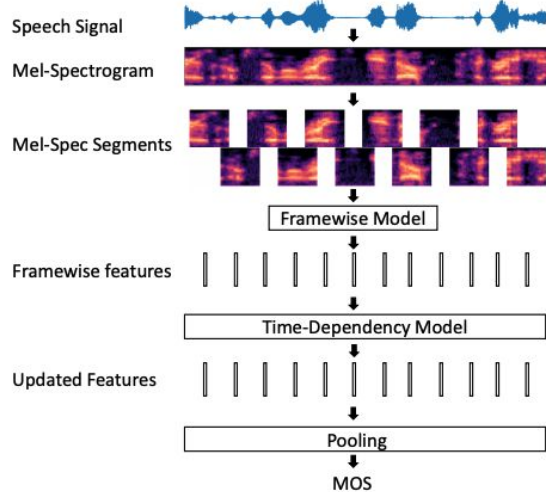 Speech Signal
Mel-Spectrogram
Mel-Spec Segments
Framewise Model
Framewise features
Time-Dependency Model
Updated Features
Pooling
MOS